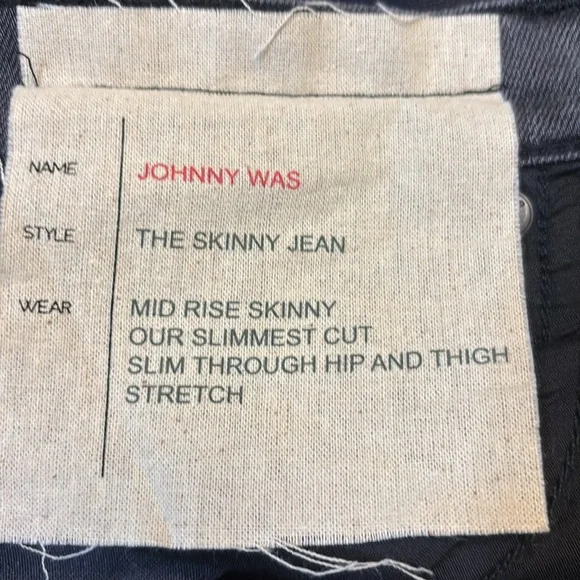 NAME JOHNNY WAS
STYLE THE SKINNY JEAN
WEAR MID RISE SKINNY
OUR SLIMMEST CUT
SLIM THROUGH HIP AND THIGH
STRETCH